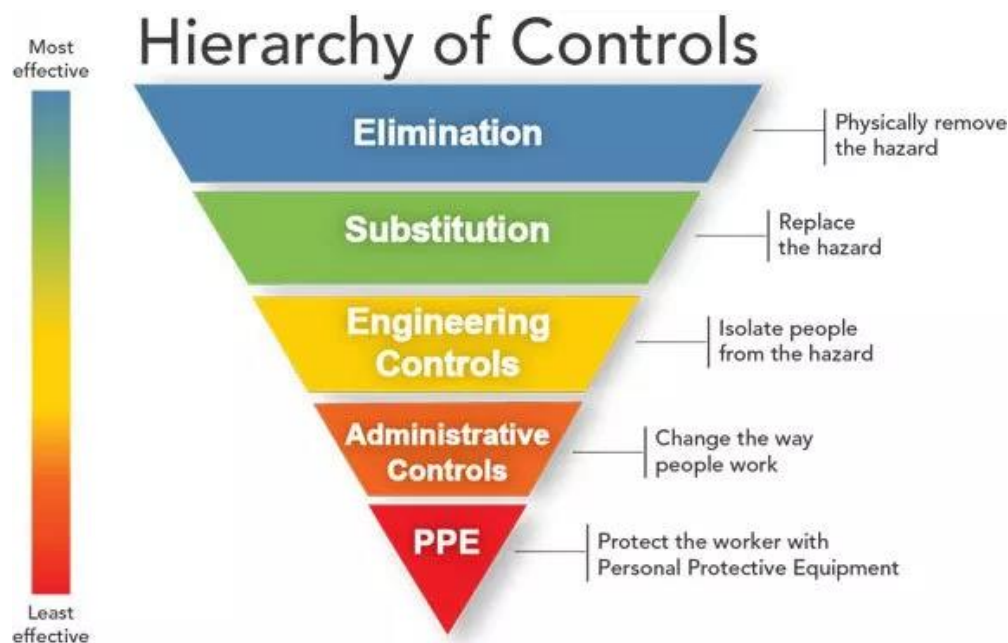 Hierarchy of Controls
Most
effective
Elimination
Physically remove
the hazard
Substitution
Replace
the hazard
Engineering
Controls
Isolate people
from the hazard
Administrative
Controls
Change the way
people work
PPE
Protect the worker with
Personal Protective Equipment
Least
effective